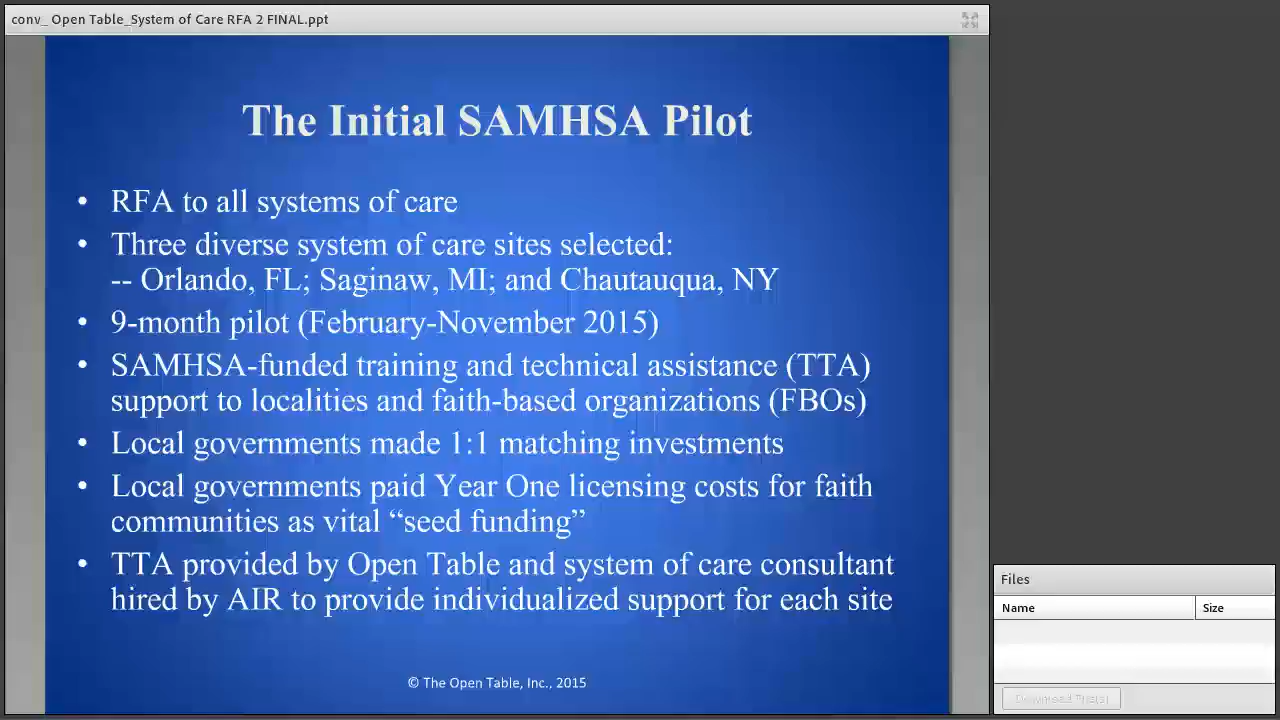 conv_ Open Table_System of Care RFA 2 FINAL.ppt
The Initial SAMHSA Pilot
• RFA to all systems of care
• Three diverse system of care sites selected:
-- Orlando, FL; Saginaw, MI; and Chautauqua, NY
• 9-month pilot (February-November 2015)
• SAMHSA-funded training and technical assistance (TTA)
support to localities and faith-based organizations (FBOs)
• Local governments made 1:1 matching investments
• Local governments paid Year One licensing costs for faith
communities as vital “seed funding”
• TTA provided by Open Table and system of care consultant
hired by AIR to provide individualized support for each site
© The Open Table, Inc., 2015
Files
Name Size
Download File(s)